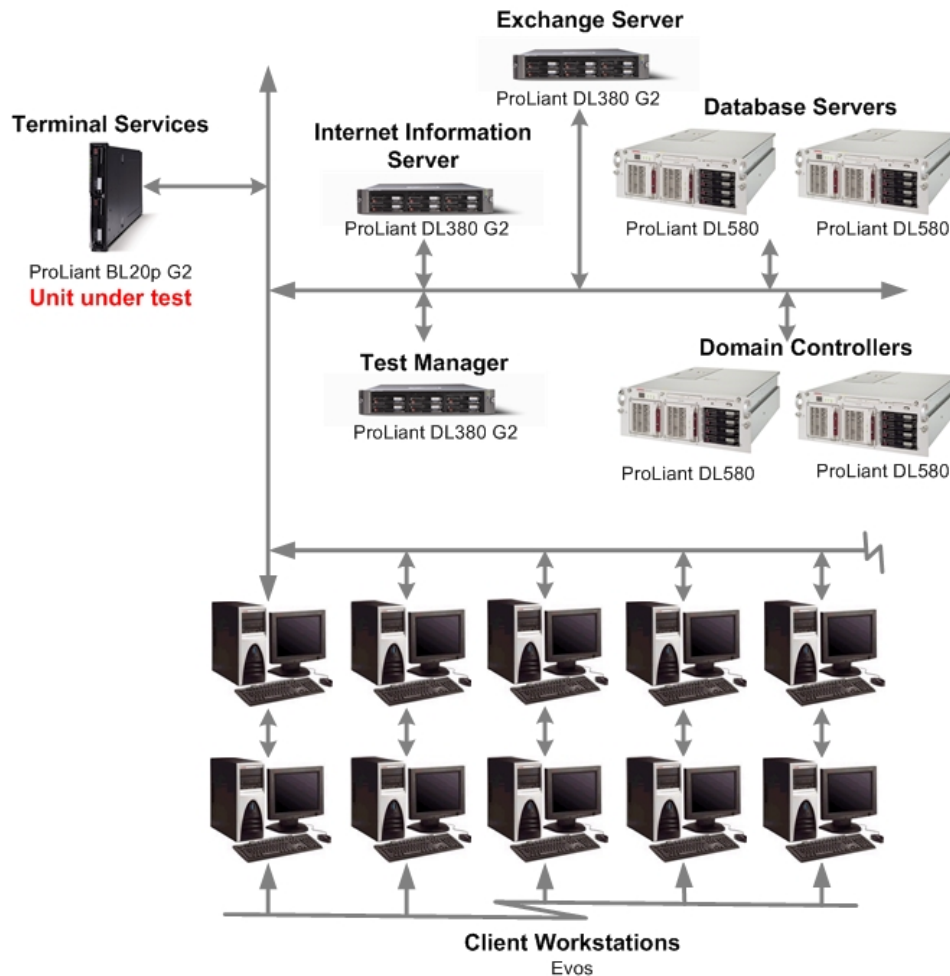 Exchange Server
ProLiant DL380 G2
Terminal Services
ProLiant BL20p G2
Unit under test
Internet Information
Server
ProLiant DL380 G2
Database Servers
ProLiant DL580
ProLiant DL580
Test Manager
ProLiant DL380 G2
Domain Controllers
ProLiant DL580
ProLiant DL580
Client Workstations
Evos